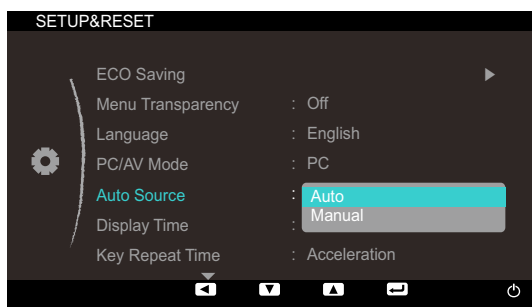 SETUP&RESET
ECO Saving
Menu Transparency : Off
Language : English
PC/AV Mode : PC
Auto Source : Auto
Manual
Display Time :
Key Repeat Time : Acceleration